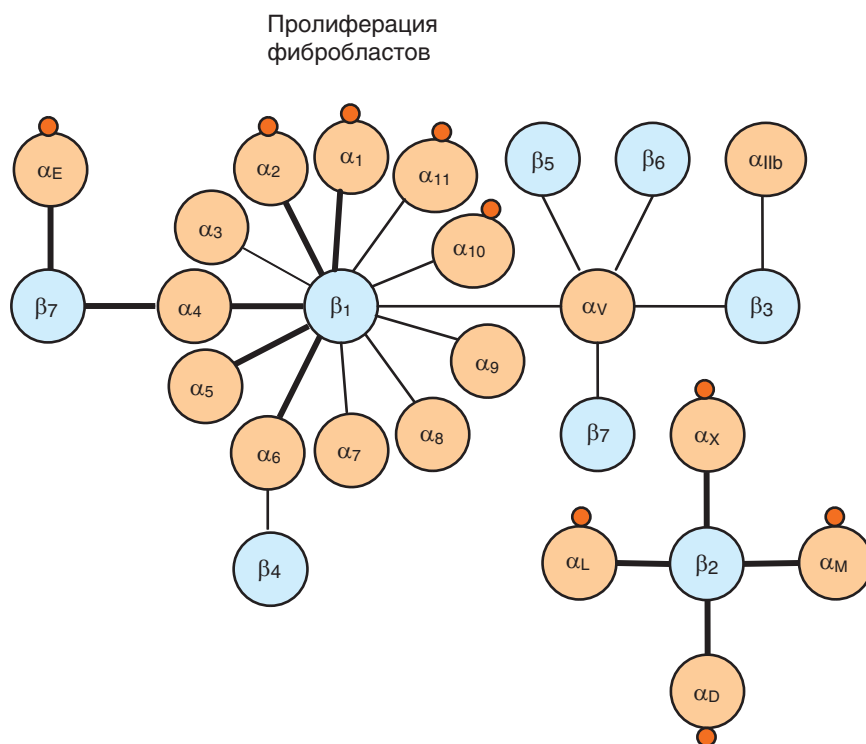 Пролиферация
фибробластов
αE
α2
α1
α11
β5
β6
αIIb
α3
α10
β7
α4
β1
αV
β3
α5
α9
α6
α7
α8
β7
αX
β4
αL
β2
αM
αD